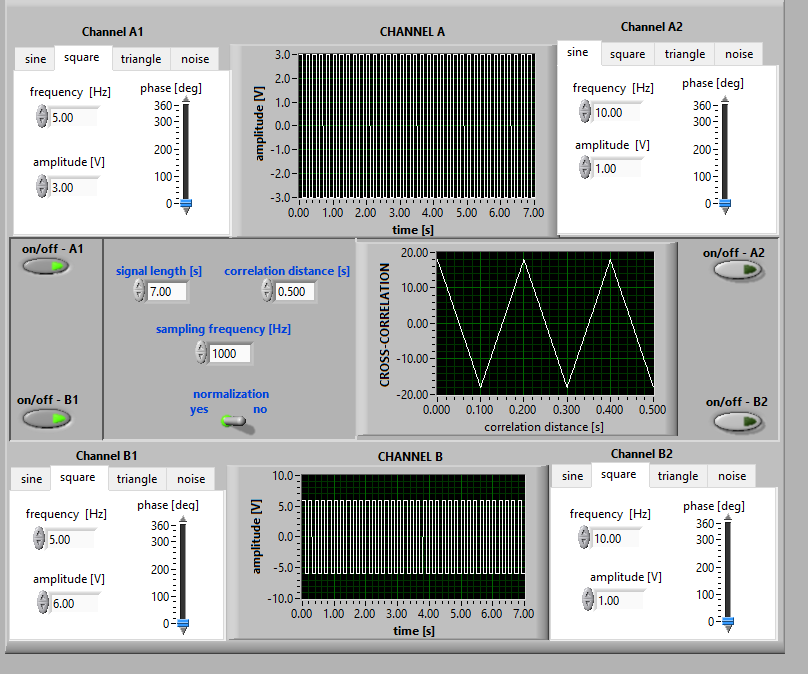 Channel A1
CHANNEL A
Channel A2
sine square triangle noise
sine square triangle noise
frequency [Hz]
5.00
phase [deg]
360
300
200
100
0
amplitude [V]
3.00
amplitude [V]
3.0
2.0
1.0
0.0
-1.0
-2.0
-3.0
0.00 1.00 2.00 3.00 4.00 5.00 6.00 7.00
time [s]
frequency [Hz]
10.00
phase [deg]
360
300
200
100
0
amplitude [V]
1.00
on/off - A1
signal length [s]
7.00
correlation distance [s]
0.500
sampling frequency [Hz]
1000
normalization
yes no
on/off - B1
CROSS-CORRELATION
20.00
10.00
0.00
-10.00
-20.00
0.000 0.100 0.200 0.300 0.400 0.500
correlation distance [s]
on/off - A2
on/off - B2
Channel B1
CHANNEL B
Channel B2
sine square triangle noise
sine square triangle noise
frequency [Hz]
5.00
phase [deg]
360
300
200
100
0
amplitude [V]
6.00
amplitude [V]
10.0
5.0
0.0
-5.0
-10.0
0.00 1.00 2.00 3.00 4.00 5.00 6.00 7.00
time [s]
frequency [Hz]
10.00
phase [deg]
360
300
200
100
0
amplitude [V]
1.00